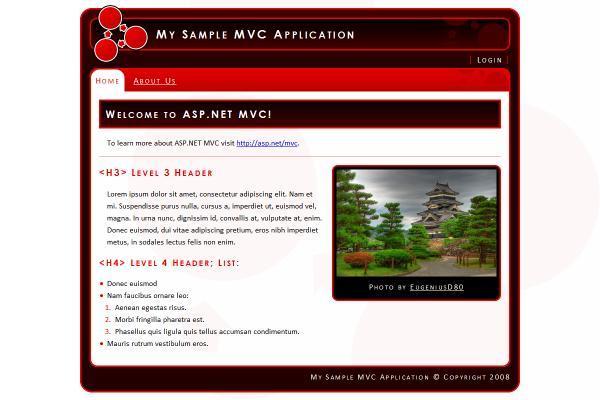 My Sample MVC Application
[ Login ]
Home
About Us
Welcome to ASP.NET MVC!
To learn more about ASP.NET MVC visit http://asp.net/mvc.
<H3> Level 3 Header
Lorem ipsum dolor sit amet, consectetur adipiscing elit. Nam et
mi. Suspendisse purus nulla, cursus a, imperdiet ut, euismod vel,
magna. In urna nunc, dignissim id, convallis at, vulputate at, enim.
Donec euismod, dui vitae adipiscing pretium, eros nibh imperdiet
metus, in sodales lectus felis non enim.
Photo by EugeniusD80
<H4> Level 4 Header; List:
• Donec euismod
• Nam faucibus ornare leo:
1. Aenean egestas risus.
2. Morbi fringilla pharetra est.
3. Phasellus quis ligula quis tellus accumsan condimentum.
• Mauris rutrum vestibulum eros.
My Sample MVC Application © Copyright 2008